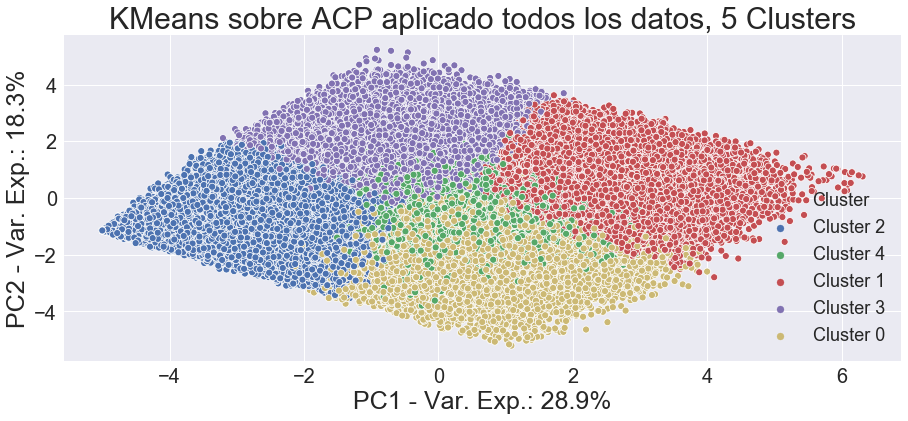 KMeans sobre ACP aplicado todos los datos, 5 Clusters
PC2 - Var. Exp.: 18.3%
4
2
0
−2
−4
−4
−2
0
2
4
6
PC1 - Var. Exp.: 28.9%
Cluster
Cluster 2
Cluster 4
Cluster 1
Cluster 3
Cluster 0